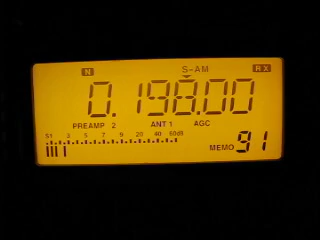 N S-AM RX
0.198.00
PREAMP 2 ANT 1 AGC
S1 3 5 7 9 20 40 60dB
MEMO 91